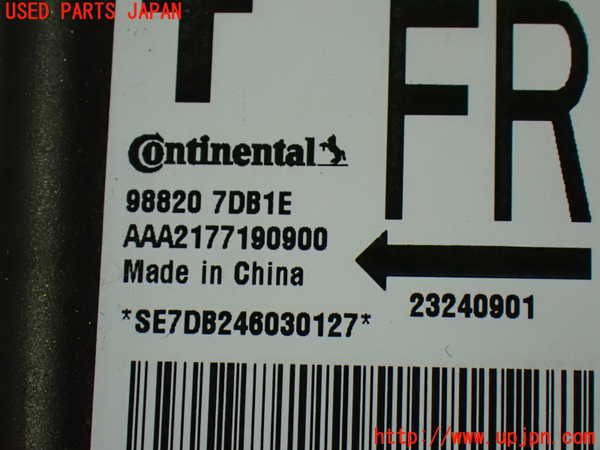 USED PARTS JAPAN
FR
Continental
98820 7DB1E
AAA2177190900
Made in China
23240901
*SE7DB246030127*
http://www.upjpn.com/